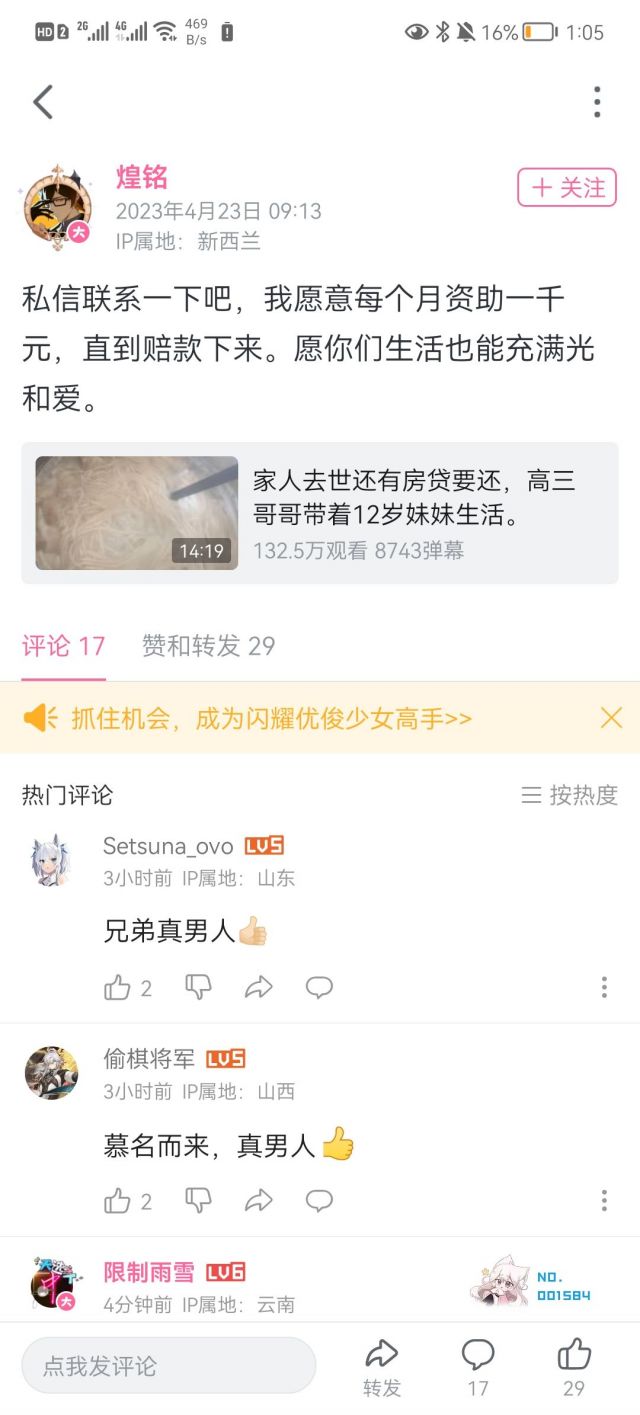 HD 2 2G 4G 469 B/s 16% 1:05
煌铭
+ 关注
2023年4月23日 09:13
大
IP属地：新西兰
私信联系一下吧，我愿意每个月资助一千
元，直到赔款下来。愿你们生活也能充满光
和爱。
家人去世还有房贷要还，高三
哥哥带着12岁妹妹生活。
14:19
132.5万观看 8743弹幕
评论 17
赞和转发 29
抓住机会，成为闪耀优俊少女高手>>
热门评论
按热度
Setsuna_ovo LV5
3小时前 IP属地：山东
兄弟真男人👍🏻
2
偷棋将军 LV5
3小时前 IP属地：山西
慕名而来，真男人👍
2
限制雨雪 LV6
NO.
001584
大
4分钟前 IP属地：云南
点我发评论
转发
17
29